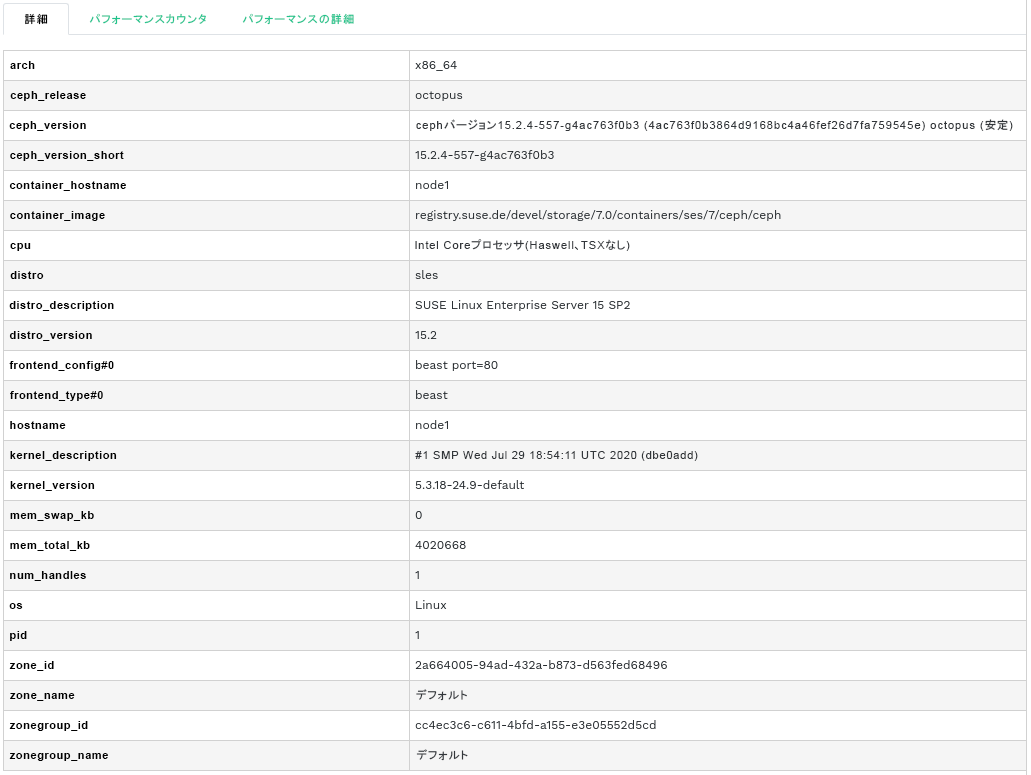 詳細 パフォーマンスカウンタ パフォーマンスの詳細
arch x86_64
ceph_release octopus
ceph_version cephバージョン15.2.4-557-g4ac763f0b3 (4ac763f0b3864d9168bc4a46fef26d7fa759545e) octopus (安定)
ceph_version_short 15.2.4-557-g4ac763f0b3
container_hostname node1
container_image registry.suse.de/devel/storage/7.0/containers/ses/7/ceph/ceph
cpu Intel Coreプロセッサ(Haswell、TSXなし)
distro sles
distro_description SUSE Linux Enterprise Server 15 SP2
distro_version 15.2
frontend_config#0 beast port=80
frontend_type#0 beast
hostname node1
kernel_description #1 SMP Wed Jul 29 18:54:11 UTC 2020 (dbe0add)
kernel_version 5.3.18-24.9-default
mem_swap_kb 0
mem_total_kb 4020668
num_handles 1
os Linux
pid 1
zone_id 2a664005-94ad-432a-b873-d563fed68496
zone_name デフォルト
zonegroup_id cc4ec3c6-c611-4bfd-a155-e3e05552d5cd
zonegroup_name デフォルト